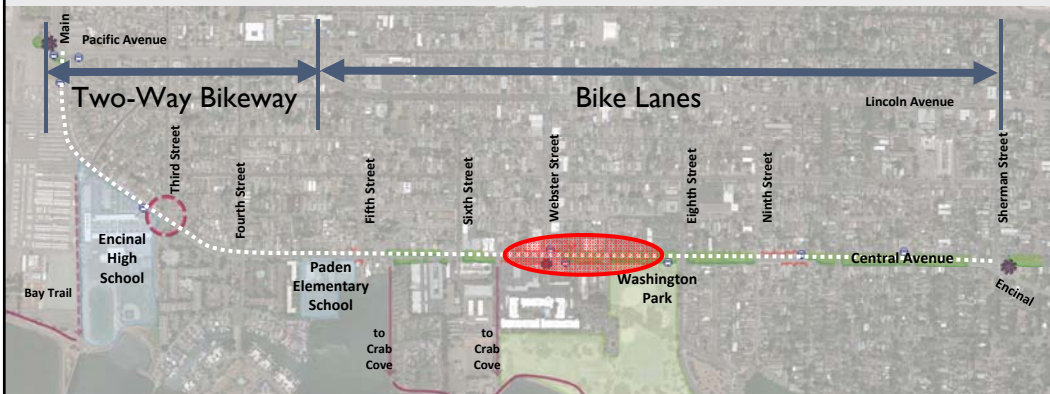 Main
Pacific Avenue
Two-Way Bikeway
Bike Lanes
Lincoln Avenue
Third Street
Fourth Street
Fifth Street
Sixth Street
Webster Street
Eighth Street
Ninth Street
Sherman Street
Encinal
High
School
Paden
Elementary
School
Washington
Park
Central Avenue
Encinal
Bay Trail
to
Crab
Cove
to
Crab
Cove